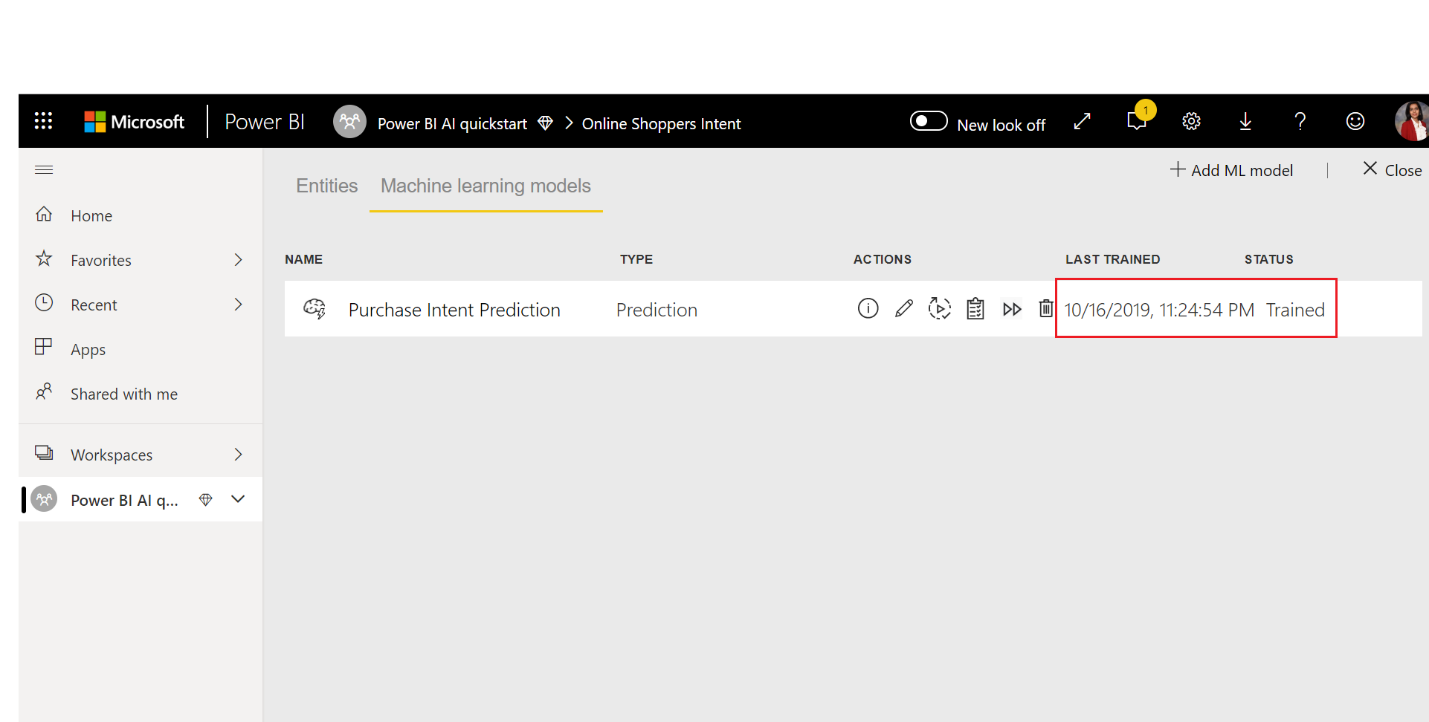 Microsoft Power BI Power BI AI quickstart > Online Shoppers Intent New look off 1 ?
+ Add ML model | × Close
Entities Machine learning models
Home
Favorites
Recent
Apps
Shared with me
Workspaces
Power BI AI q...
NAME TYPE ACTIONS LAST TRAINED STATUS
Purchase Intent Prediction Prediction 10/16/2019, 11:24:54 PM Trained